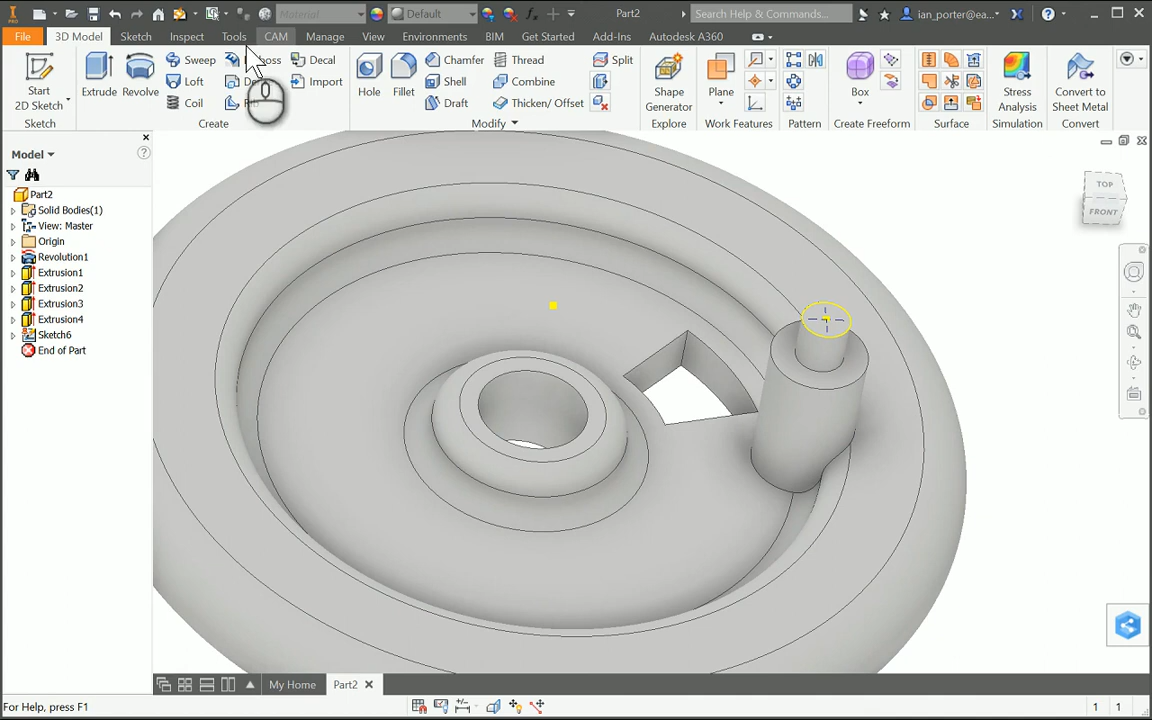 Material
Default
Part2
Search Help & Commands...
ian_porter@ea...
File
3D Model
Sketch
Inspect
Tools
CAM
Manage
View
Environments
BIM
Get Started
Add-Ins
Autodesk A360
Start
2D Sketch
Sketch
Extrude
Revolve
Sweep
Loft
Coil
Decal
Import
Create
Hole
Fillet
Chamfer
Shell
Draft
Thread
Combine
Thicken/ Offset
Split
Modify
Shape
Generator
Explore
Plane
Work Features
Pattern
Box
Create Freeform
Surface
Stress
Analysis
Simulation
Convert to
Sheet Metal
Convert
Model
Part2
Solid Bodies(1)
View: Master
Origin
Revolution1
Extrusion1
Extrusion2
Extrusion3
Extrusion4
Sketch6
End of Part
TOP
FRONT
My Home
Part2
For Help, press F1
1 1